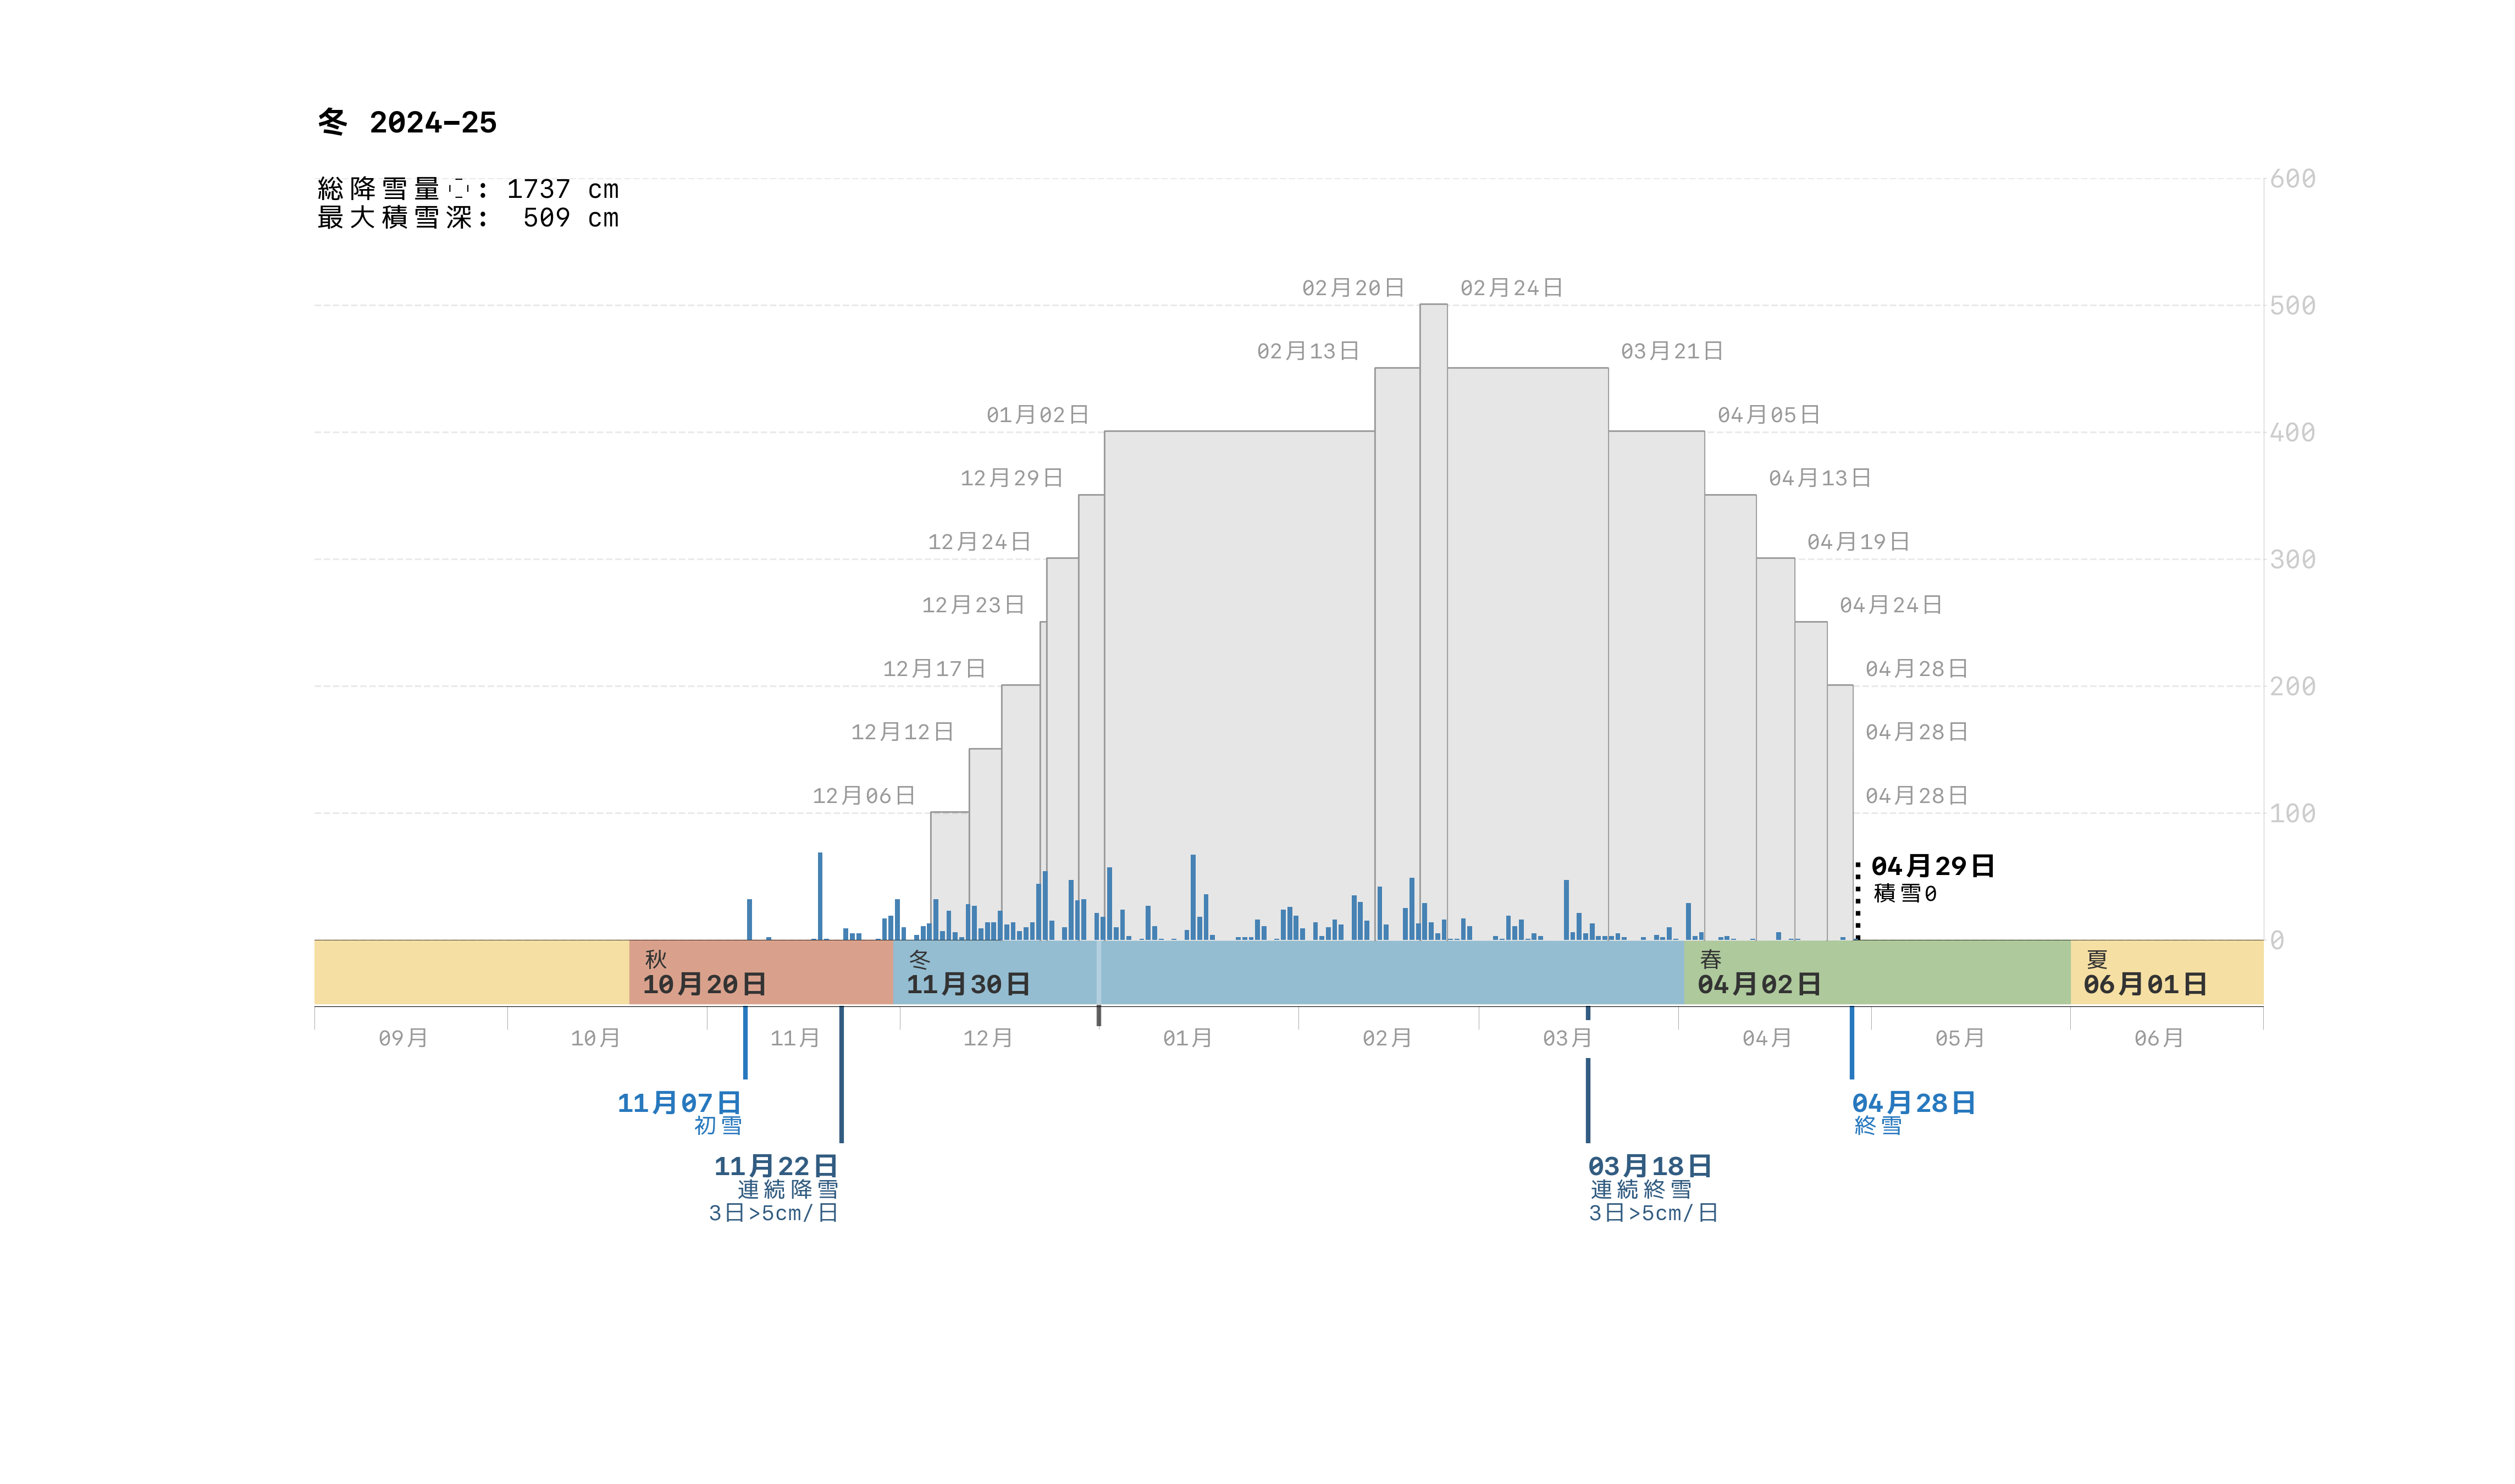 冬 2024−25
総降雪量: 1737 cm
最大積雪深: 509 cm
600
500
400
300
200
100
0
02月20日
02月24日
02月13日
03月21日
01月02日
04月05日
12月29日
04月13日
12月24日
04月19日
12月23日
04月24日
12月17日
04月28日
12月12日
04月28日
12月06日
04月28日
04月29日
積雪0
秋
10月20日
冬
11月30日
春
04月02日
夏
06月01日
09月
10月
11月
12月
01月
02月
03月
04月
05月
06月
11月07日
初雪
04月28日
終雪
11月22日
連続降雪
3日>5cm/日
03月18日
連続終雪
3日>5cm/日